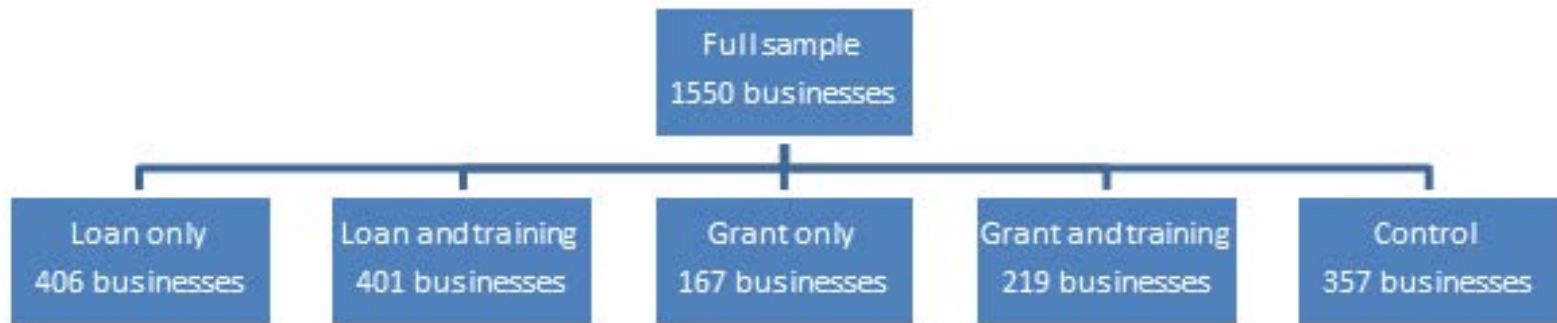 Full sample
1550 businesses
Loan only
406 businesses
Loan and training
401 businesses
Grant only
167 businesses
Grant and training
219 businesses
Control
357 businesses